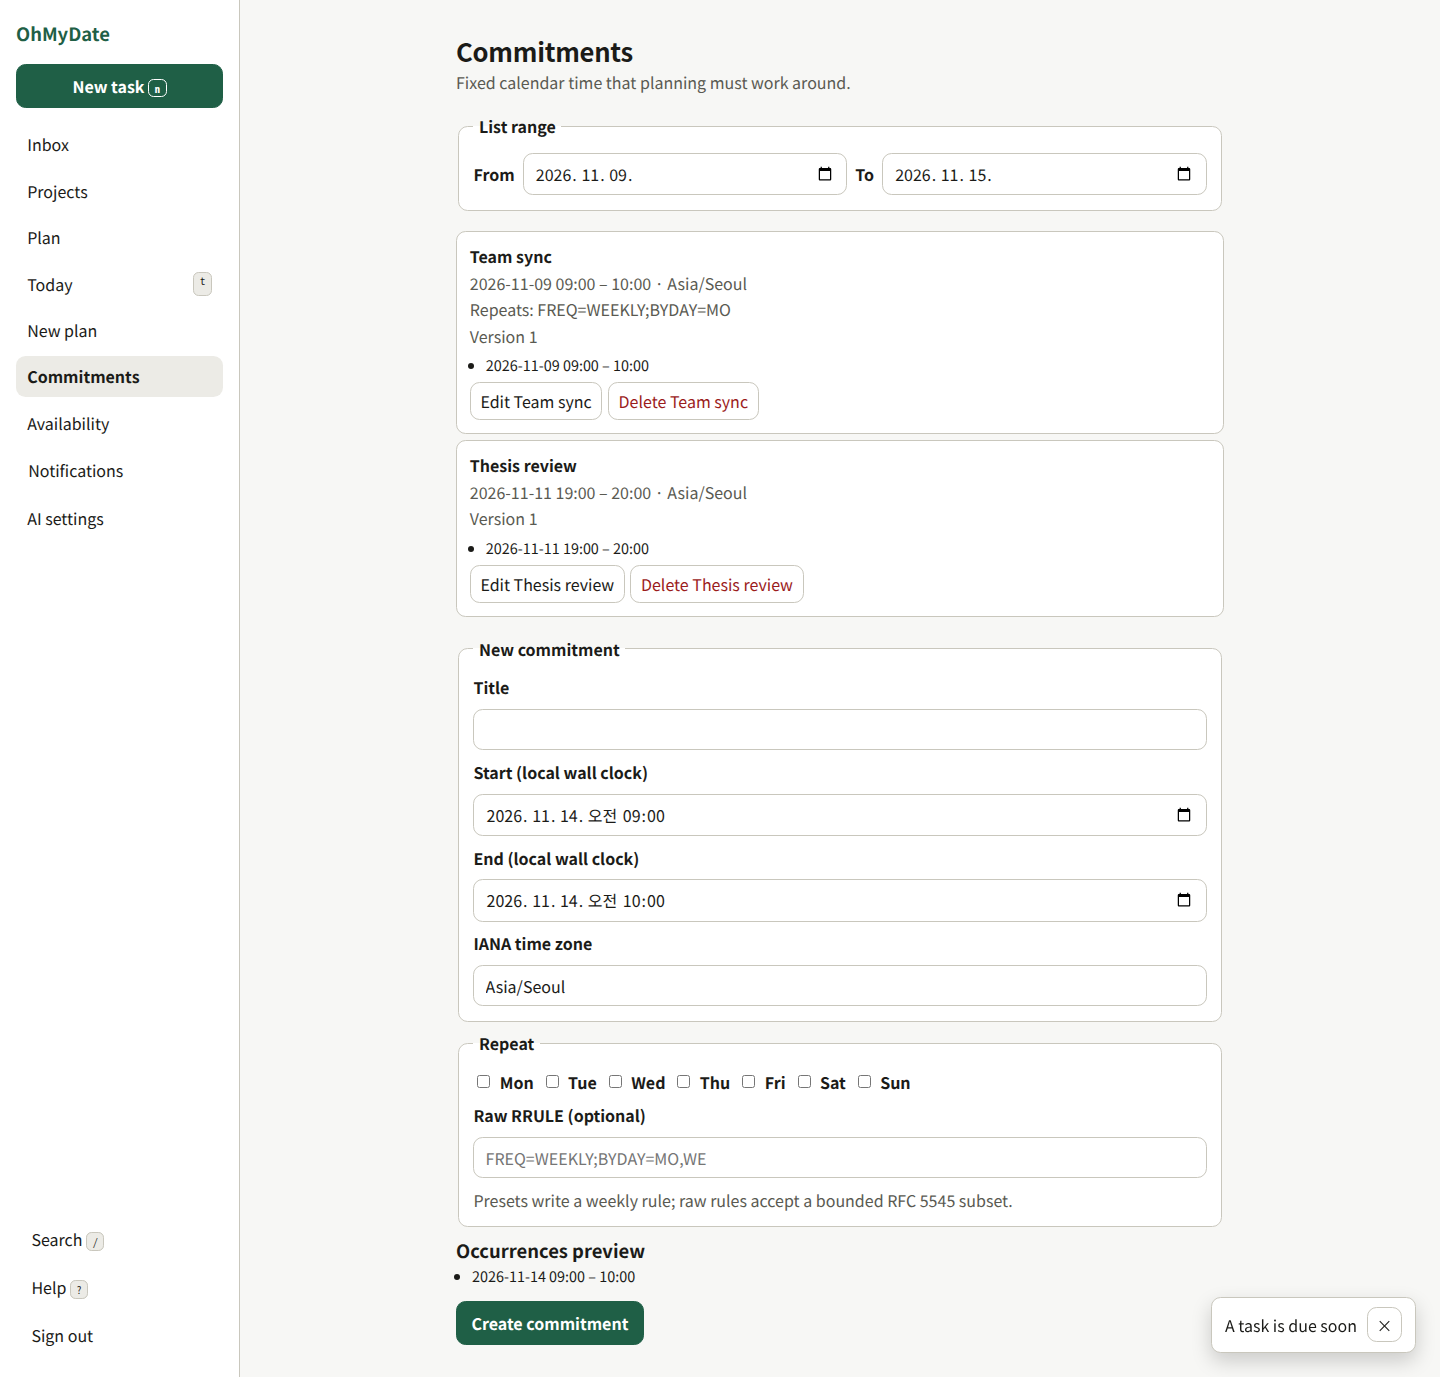 OhMyDate
New task n
Inbox
Projects
Plan
Today t
New plan
Commitments
Availability
Notifications
AI settings
Search /
Help ?
Sign out
Commitments
Fixed calendar time that planning must work around.
List range
From 2026. 11. 09. To 2026. 11. 15.
Team sync
2026-11-09 09:00 – 10:00 · Asia/Seoul
Repeats: FREQ=WEEKLY;BYDAY=MO
Version 1
2026-11-09 09:00 – 10:00
Edit Team sync Delete Team sync
Thesis review
2026-11-11 19:00 – 20:00 · Asia/Seoul
Version 1
2026-11-11 19:00 – 20:00
Edit Thesis review Delete Thesis review
New commitment
Title
Start (local wall clock)
2026. 11. 14. 오전 09:00
End (local wall clock)
2026. 11. 14. 오전 10:00
IANA time zone
Asia/Seoul
Repeat
Mon Tue Wed Thu Fri Sat Sun
Raw RRULE (optional)
FREQ=WEEKLY;BYDAY=MO,WE
Presets write a weekly rule; raw rules accept a bounded RFC 5545 subset.
Occurrences preview
2026-11-14 09:00 – 10:00
Create commitment
A task is due soon